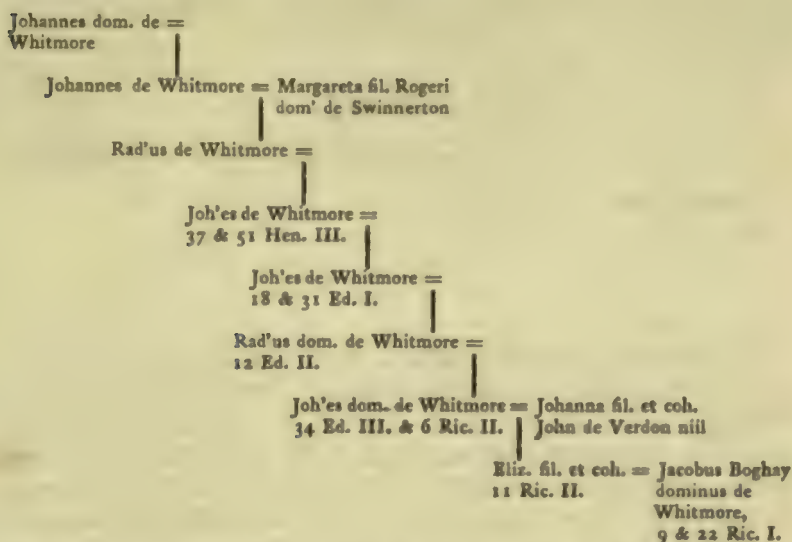 Johannes dom. de =
Whitmore
Johannes de Whitmore = Margareta fil. Rogeri
dom' de Swinnerton
Rad'us de Whitmore =
Joh'es de Whitmore =
37 & 51 Hen. III.
Joh'es de Whitmore =
18 & 31 Ed. I.
Rad'us dom. de Whitmore =
12 Ed. II.
Joh'es dom. de Whitmore = Johanna fil. et coh.
34 Ed. III. & 6 Ric. II. John de Verdon niil
Eliz. fil. et coh. = Jacobus Boghay
11 Ric. II. dominus de
Whitmore,
9 & 22 Ric. I.